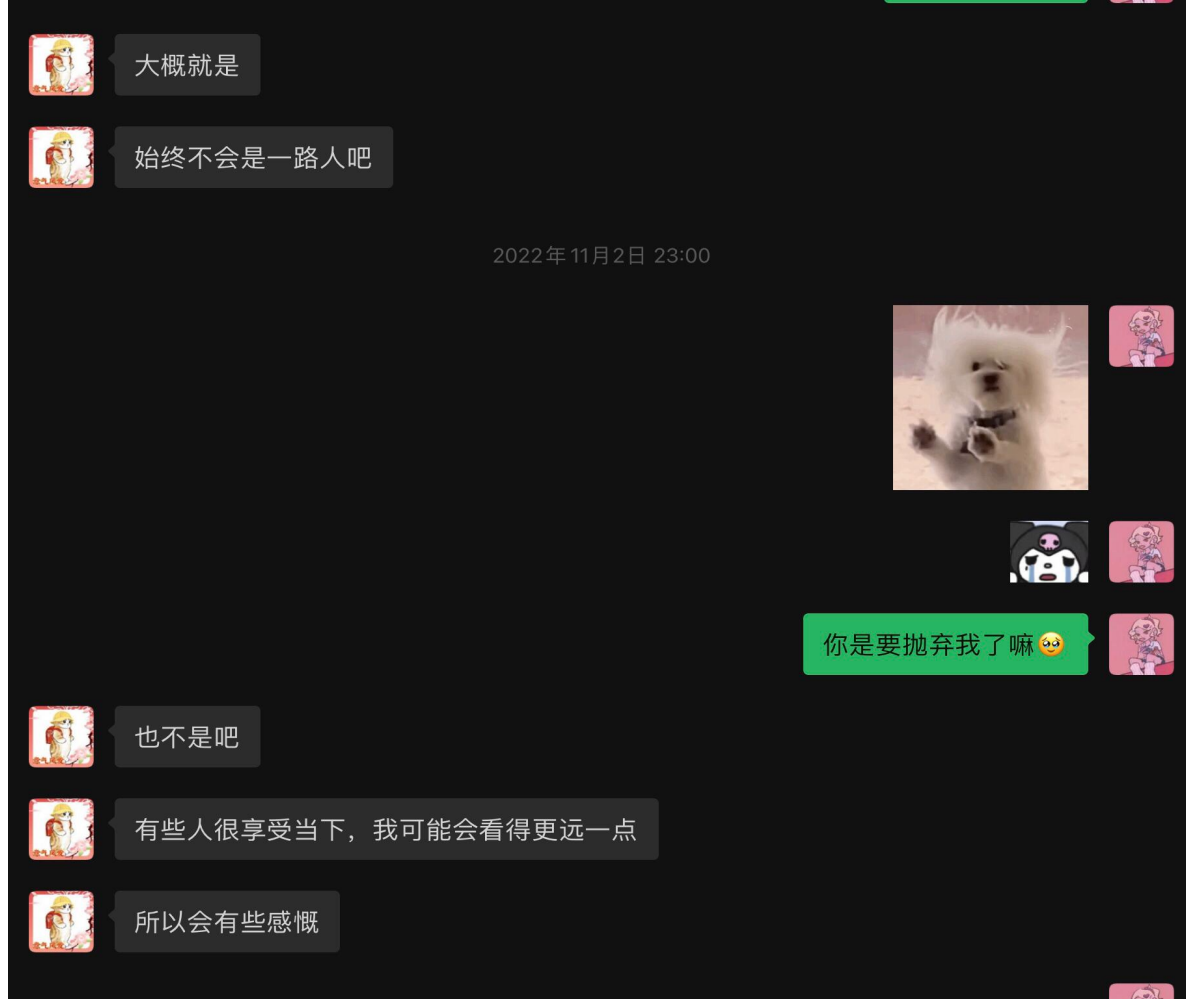 大概就是
始终不会是一路人吧
2022年11月2日 23:00
你是要抛弃我了嘛🥹
也不是吧
有些人很享受当下，我可能会看得更远一点
所以会有些感慨